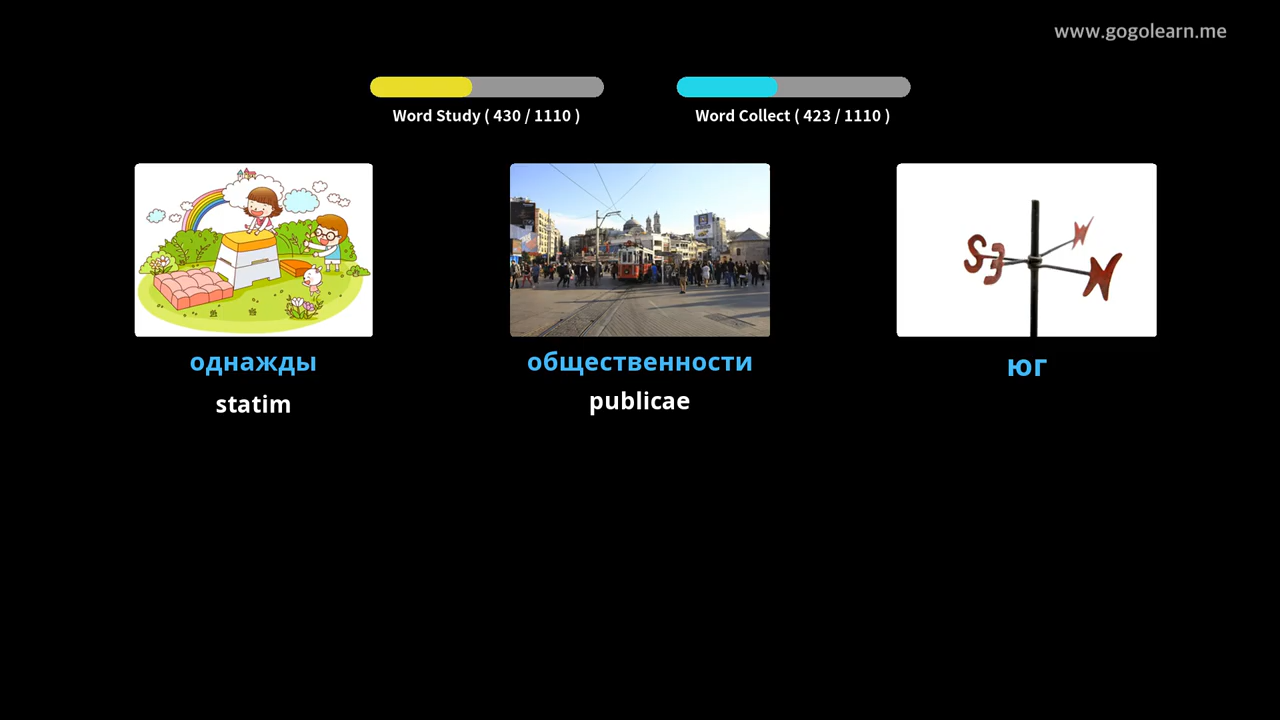 www.gogolearn.me
Word Study ( 430 / 1110 )
Word Collect ( 423 / 1110 )
S
E
N
однажды
общественности
юг
statim
publicae